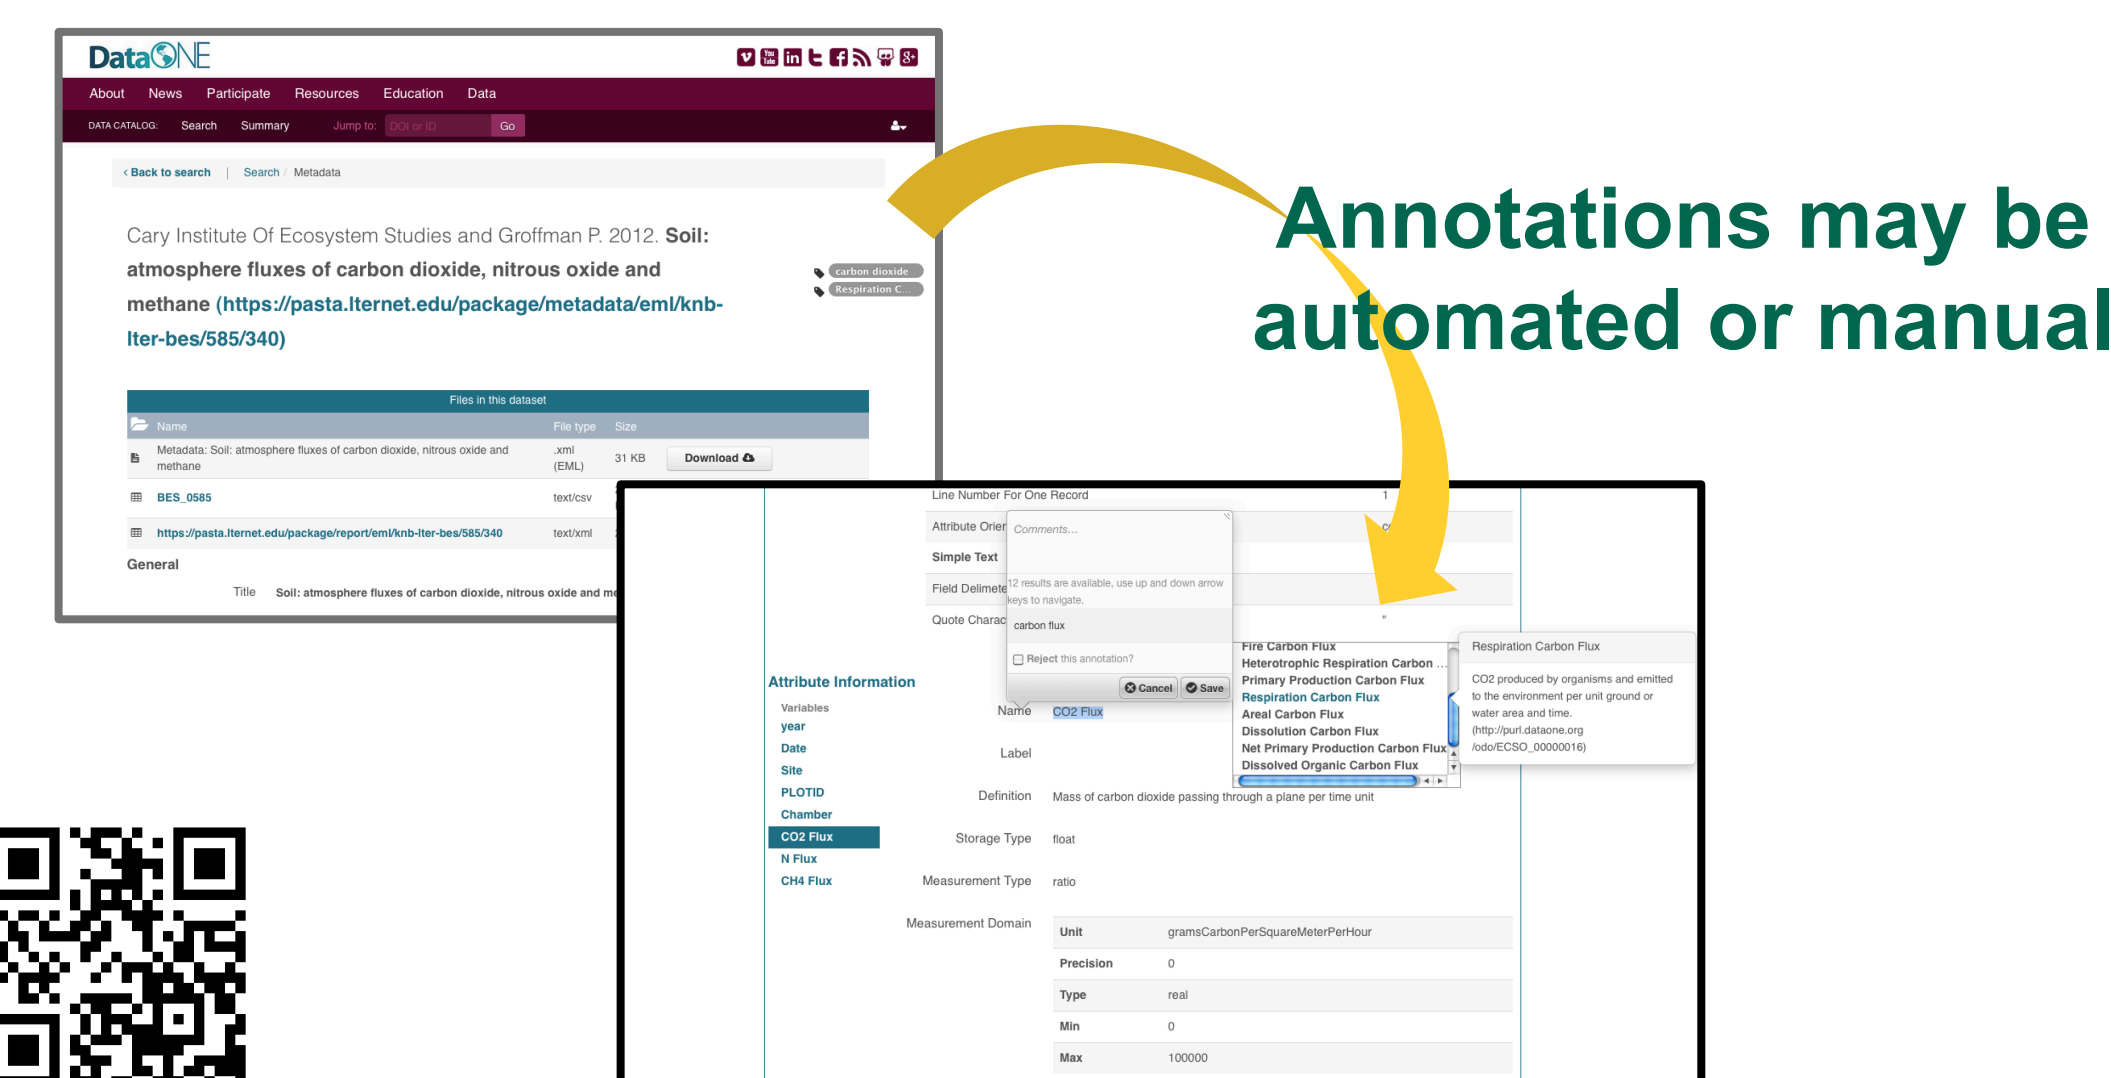 DataONE
About News Participate Resources Education Data
DATA CATALOG: Search Summary Jump to: DOI or ID Go
‹ Back to search | Search / Metadata
Cary Institute Of Ecosystem Studies and Groffman P. 2012. Soil:
atmosphere fluxes of carbon dioxide, nitrous oxide and
methane (https://pasta.lternet.edu/package/metadata/eml/knb-
lter-bes/585/340)
carbon dioxide
Respiration C...
Files in this dataset
Name File type Size
Metadata: Soil: atmosphere fluxes of carbon dioxide, nitrous oxide and
methane
.xml
(EML)
31 KB
Download
BES_0585 text/csv
https://pasta.lternet.edu/package/report/eml/knb-lter-bes/585/340 text/xml
General
Title Soil: atmosphere fluxes of carbon dioxide, nitrous oxide and
Annotations may be
automated or manual
Line Number For One Record 1
Attribute Orier
Simple Text
Field Delimete
Quote Charac "
Comments...
12 results are available, use up and down arrow
keys to navigate.
carbon flux
Reject this annotation?
Cancel Save
Fire Carbon Flux
Heterotrophic Respiration Carbon ...
Primary Production Carbon Flux
Respiration Carbon Flux
Areal Carbon Flux
Dissolution Carbon Flux
Net Primary Production Carbon Flux
Dissolved Organic Carbon Flux
Respiration Carbon Flux
CO2 produced by organisms and emitted
to the environment per unit ground or
water area and time.
(http://purl.dataone.org
/odo/ECSO_00000016)
Attribute Information
Variables
year
Date
Site
PLOTID
Chamber
CO2 Flux
N Flux
CH4 Flux
Name CO2 Flux
Label
Definition Mass of carbon dioxide passing through a plane per time unit
Storage Type float
Measurement Type ratio
Measurement Domain
Unit gramsCarbonPerSquareMeterPerHour
Precision 0
Type real
Min 0
Max 100000